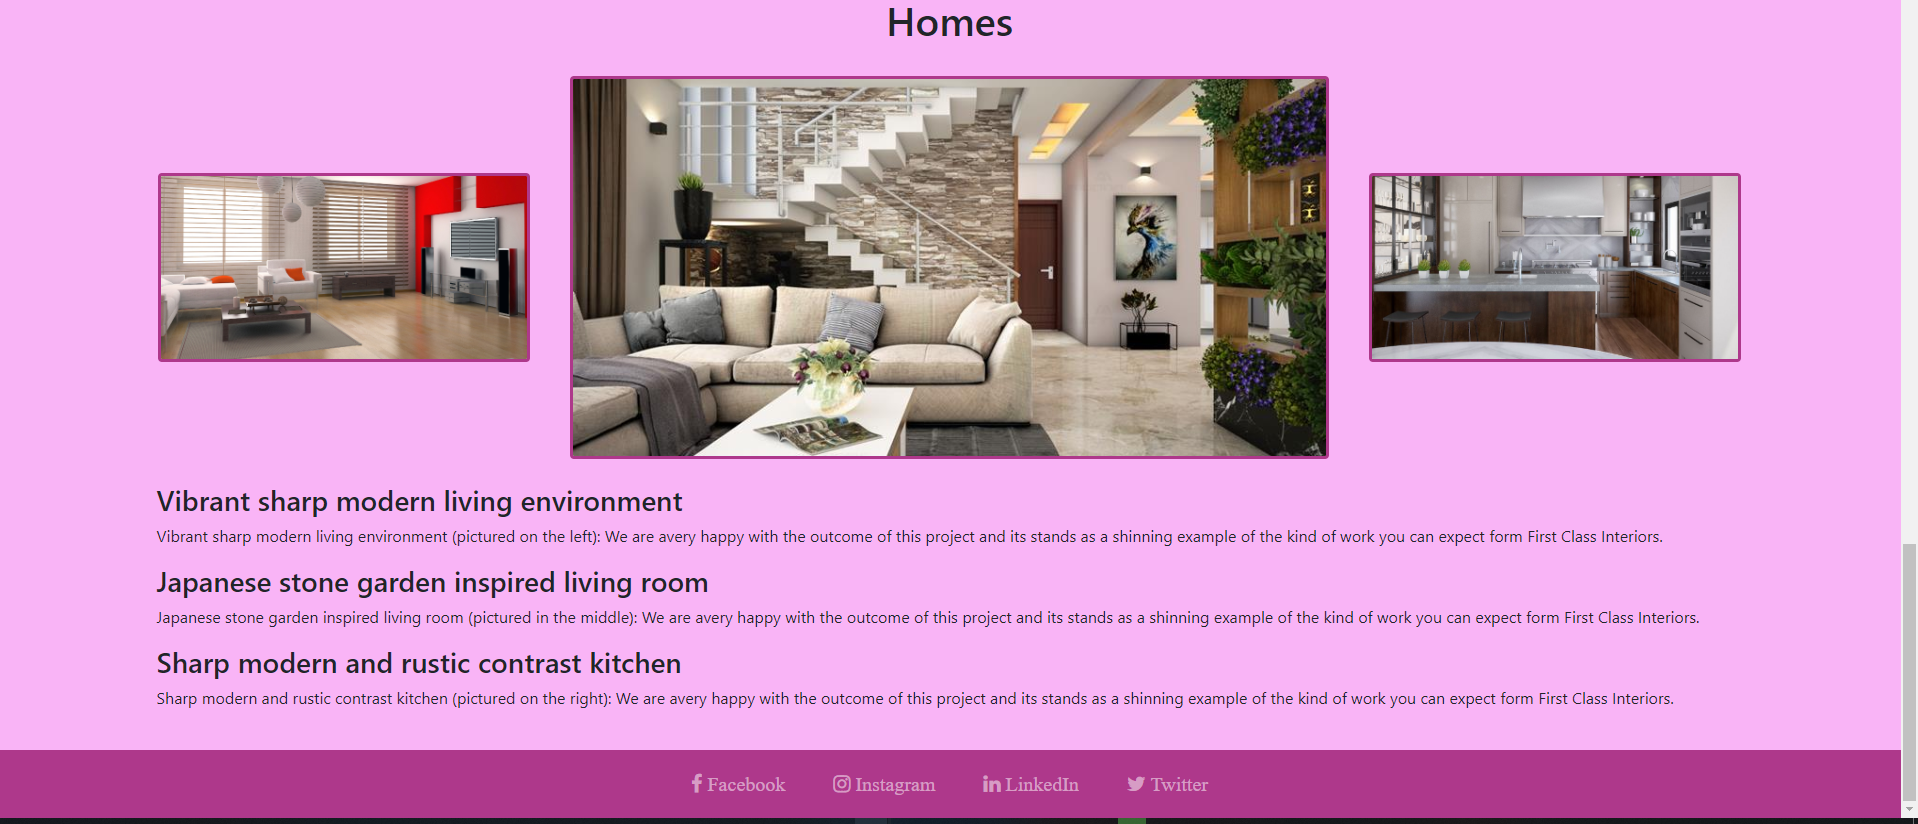 Homes
Vibrant sharp modern living environment
Vibrant sharp modern living environment (pictured on the left): We are avery happy with the outcome of this project and its stands as a shinning example of the kind of work you can expect form First Class Interiors.
Japanese stone garden inspired living room
Japanese stone garden inspired living room (pictured in the middle): We are avery happy with the outcome of this project and its stands as a shinning example of the kind of work you can expect form First Class Interiors.
Sharp modern and rustic contrast kitchen
Sharp modern and rustic contrast kitchen (pictured on the right): We are avery happy with the outcome of this project and its stands as a shinning example of the kind of work you can expect form First Class Interiors.
Facebook Instagram LinkedIn Twitter